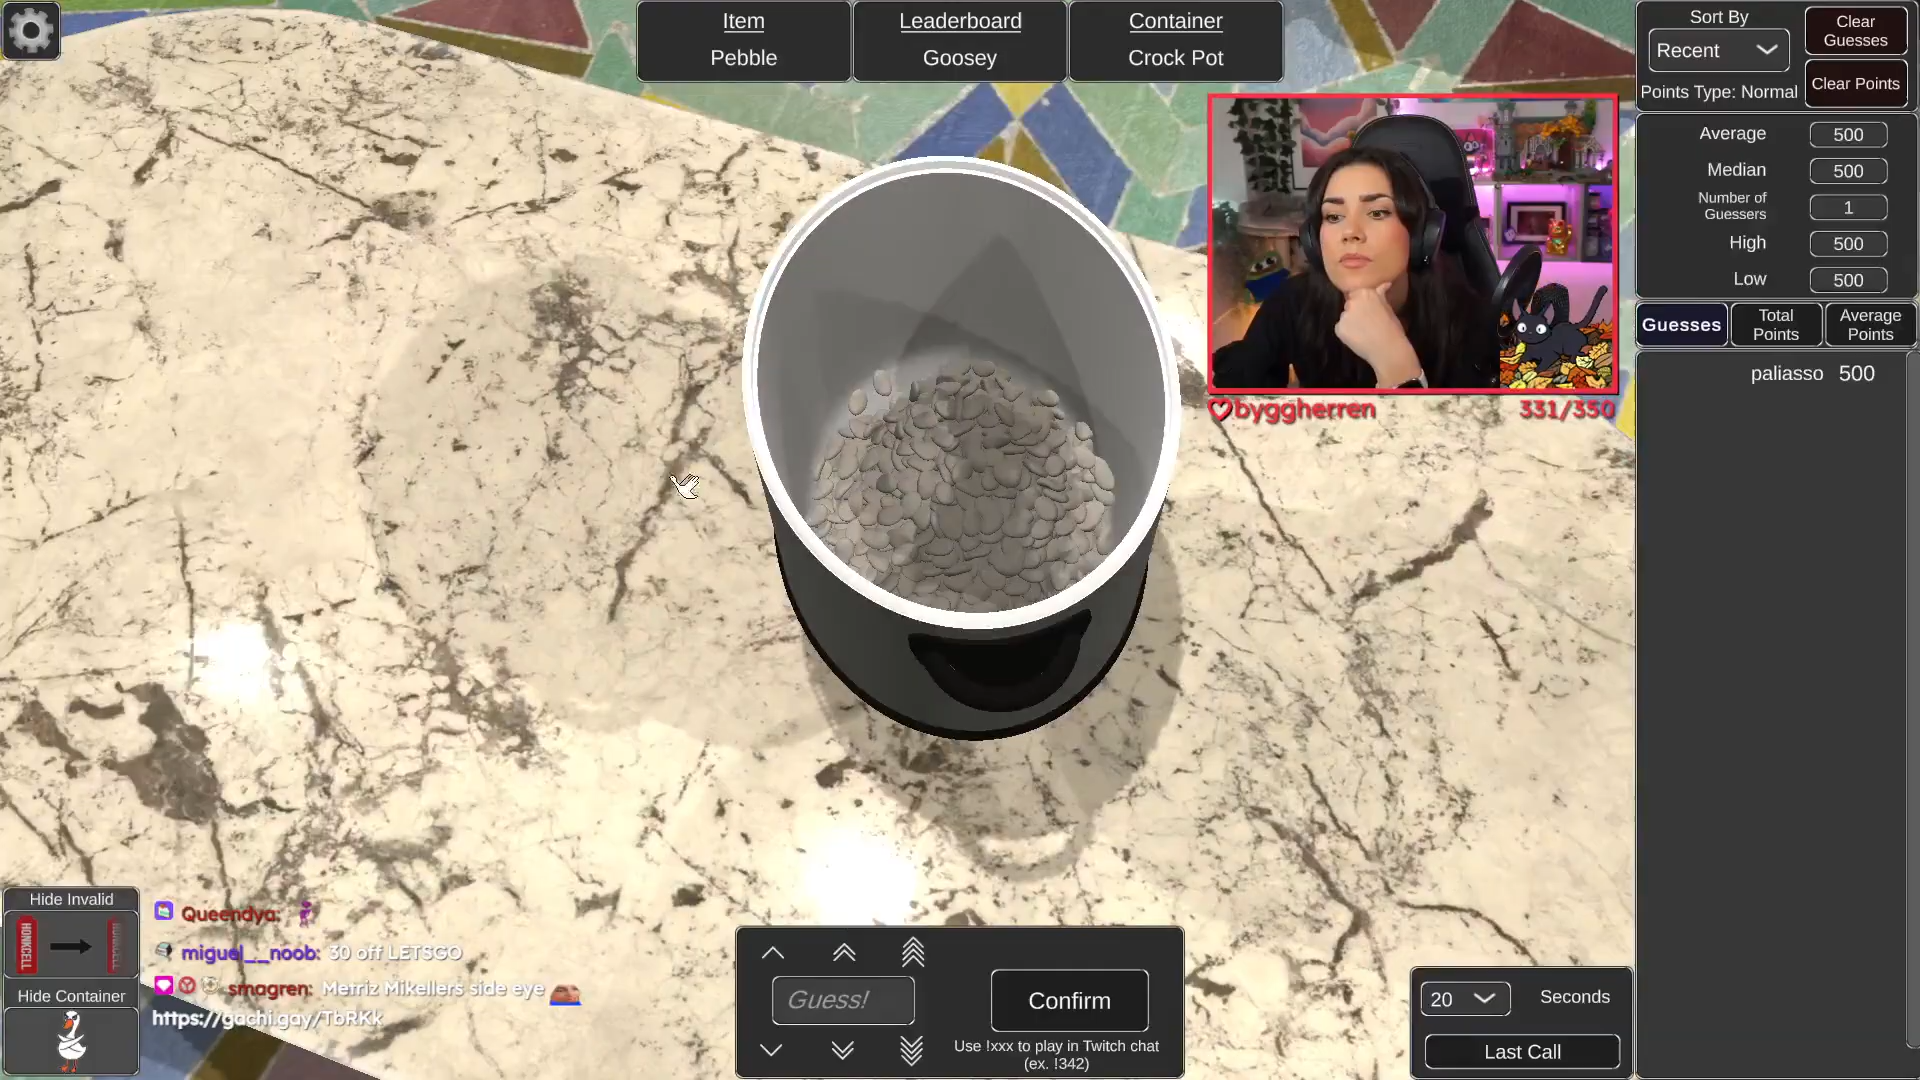 Item
Pebble
Leaderboard
Goosey
Container
Crock Pot
Sort By
Recent
Clear
Guesses
Points Type: Normal
Clear Points
Average 500
Median 500
Number of
Guessers
1
High 500
Low 500
Guesses
Total
Points
Average
Points
paliasso 500
byggherren 331/350
Hide Invalid
HONKCELL
HONKCELL
Hide Container
Queendya:
miguel__noob: 30 off LETSGO
smagren: Metriz Mikellers side eye
https://gachi.gay/TbRKk
Guess!
Confirm
Use !xxx to play in Twitch chat
(ex. !342)
20 Seconds
Last Call